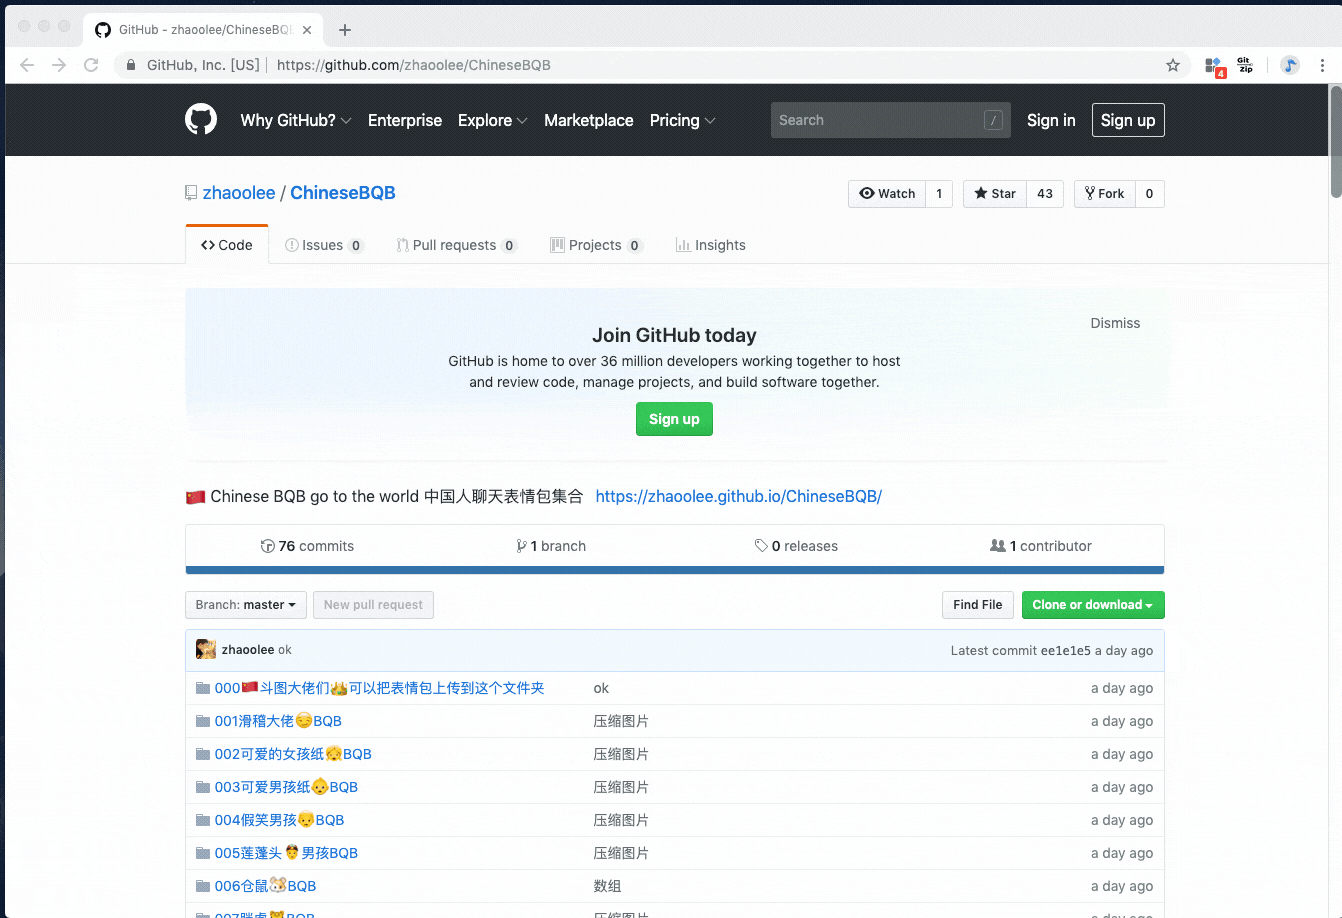 GitHub - zhaoolee/ChineseBQB
GitHub, Inc. [US] | https://github.com/zhaoolee/ChineseBQB
4
Git Zip
Why GitHub? Enterprise Explore Marketplace Pricing Search / Sign in Sign up
zhaoolee / ChineseBQB Watch 1 Star 43 Fork 0
Code Issues 0 Pull requests 0 Projects 0 Insights
Dismiss
Join GitHub today
GitHub is home to over 36 million developers working together to host
and review code, manage projects, and build software together.
Sign up
🇨🇳 Chinese BQB go to the world 中国人聊天表情包集合 https://zhaoolee.github.io/ChineseBQB/
76 commits 1 branch 0 releases 1 contributor
Branch: master New pull request Find File Clone or download
zhaoolee ok Latest commit ee1e1e5 a day ago
000🇨🇳斗图大佬们👑可以把表情包上传到这个文件夹 ok a day ago
001滑稽大佬😏BQB 压缩图片 a day ago
002可爱的女孩纸👧BQB 压缩图片 a day ago
003可爱男孩纸👶BQB 压缩图片 a day ago
004假笑男孩👦BQB 压缩图片 a day ago
005莲蓬头👸男孩BQB 压缩图片 a day ago
006仓鼠🐹BQB 数组 a day ago